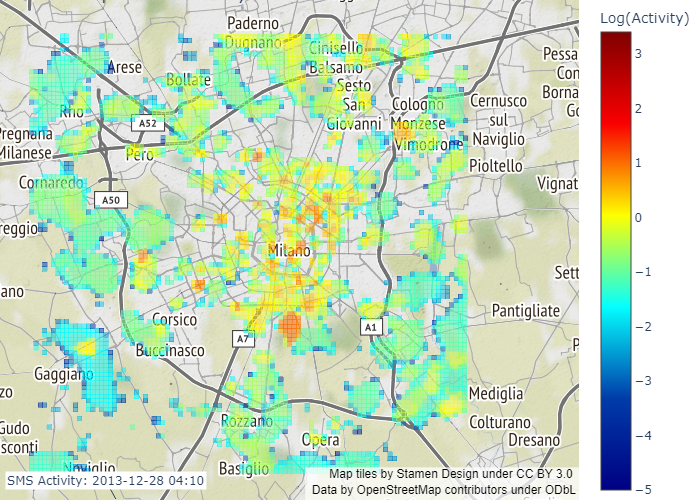 Paderno
Dugnano
Cinisello
Balsamo
Arese
Bollate
Sesto
San
Giovanni
Cologno
Monzese
Cernusco
sul
Naviglio
Pessa
Con
Borna
Go
Rho
A52
Pregnana
Milanese
Pero
Vimodrone
Pioltello
Cornaredo
A50
Vignat
reggio
Milano
Sett
ano
Corsico
A7
A1
Pantigliate
Buccinasco
P
Gaggiano
zo
Mediglia
Rozzano
Colturano
Gudo
sconti
Opera
Dresano
Naviglio
Basiglio
SMS Activity: 2013-12-28 04:10
Map tiles by Stamen Design under CC BY 3.0
Data by OpenStreetMap contributors under ODbL
Log(Activity)
3
2
1
0
−1
−2
−3
−4
−5